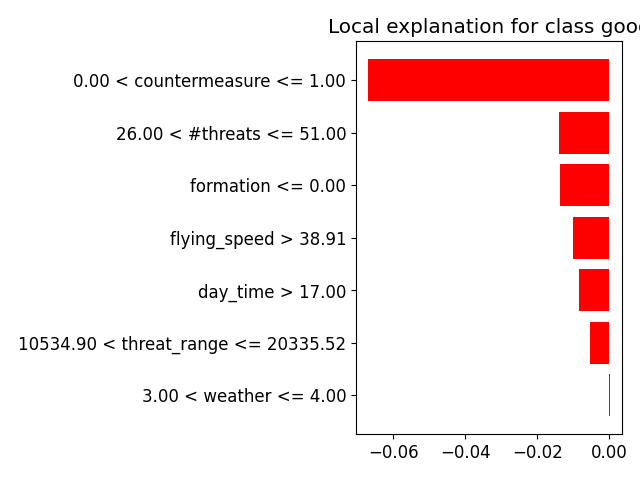 Local explanation for class goo
0.00 < countermeasure <= 1.00
26.00 < #threats <= 51.00
formation <= 0.00
flying_speed > 38.91
day_time > 17.00
10534.90 < threat_range <= 20335.52
3.00 < weather <= 4.00
−0.06 −0.04 −0.02 0.00